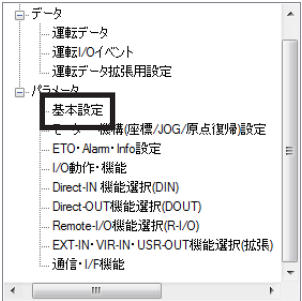 データ
運転データ
運転I/Oイベント
運転データ拡張用設定
パラメータ
基本設定
モーター・機構(座標/JOG/原点復帰)設定
ETO・Alarm・Info設定
I/O動作・機能
Direct-IN 機能選択(DIN)
Direct-OUT機能選択(DOUT)
Remote-I/O機能選択(R-I/O)
EXT-IN・VIR-IN・USR-OUT機能選択(拡張)
通信・I/F機能